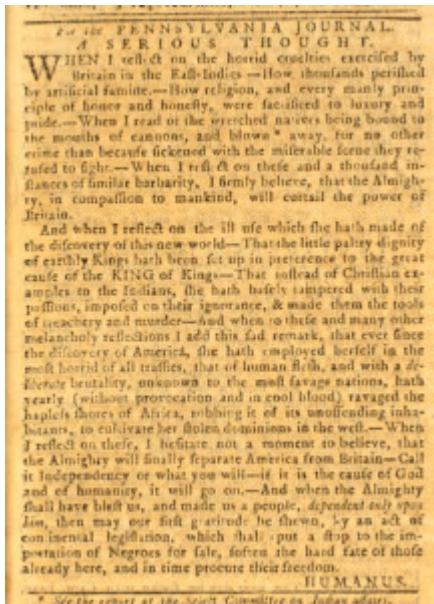 For the PENNSYLVANIA JOURNAL.
A SERIOUS THOUGHT.
WHEN I reflect on the horrid cruelties exercised by
Britain in the East-Indies—How thousands perished
by artificial famine.—How religion, and every manly prin-
ciple of honor and honesty, were sacrificed to luxury and
pride.—When I read of the wretched natives being bound to
the mouths of cannons, and blown* away, for no other
crime than because sickened with the miserable scene they re-
fused to fight.—When I reflect on these and a thousand in-
stances of similar barbarity, I firmly believe, that the Almigh-
ty, in compassion to mankind, will curtail the power of
Britain.
And when I reflect on the ill use which she hath made of
the discovery of this new world—That the little paltry dignity
of earthly Kings hath been set up in preference to the great
cause of the KING of Kings—That instead of Christian ex-
amples to the Indians, she hath basely tampered with their
passions, imposed on their ignorance, & made them the tools
of treachery and murder—And when to these and many other
melancholy reflections I add this sad remark, that ever since
the discovery of America, she hath employed herself in the
most horrid of all traffics, that of human flesh, and with a de-
liberate brutality, unknown to the most savage nations, hath
yearly (without provocation and in cool blood) ravaged the
hapless shores of Africa, robbing it of its unoffending inha-
bitants, to cultivate her stolen dominions in the west.—When
I reflect on these, I hesitate not a moment to believe, that
the Almighty will finally separate America from Britain—Call
it Independency or what you will—if it is the cause of God
and of humanity, it will go on.—And when the Almighty
shall have blest us, and made us a people, dependent only upon
him, then may our first gratitude be shewn, by an act of
continental legislation, which shall put a stop to the im-
portation of Negroes for sale, soften the hard fate of those
already here, and in time procure their freedom.
HUMANUS.
* See the report of the Select Committee on Indian affairs.